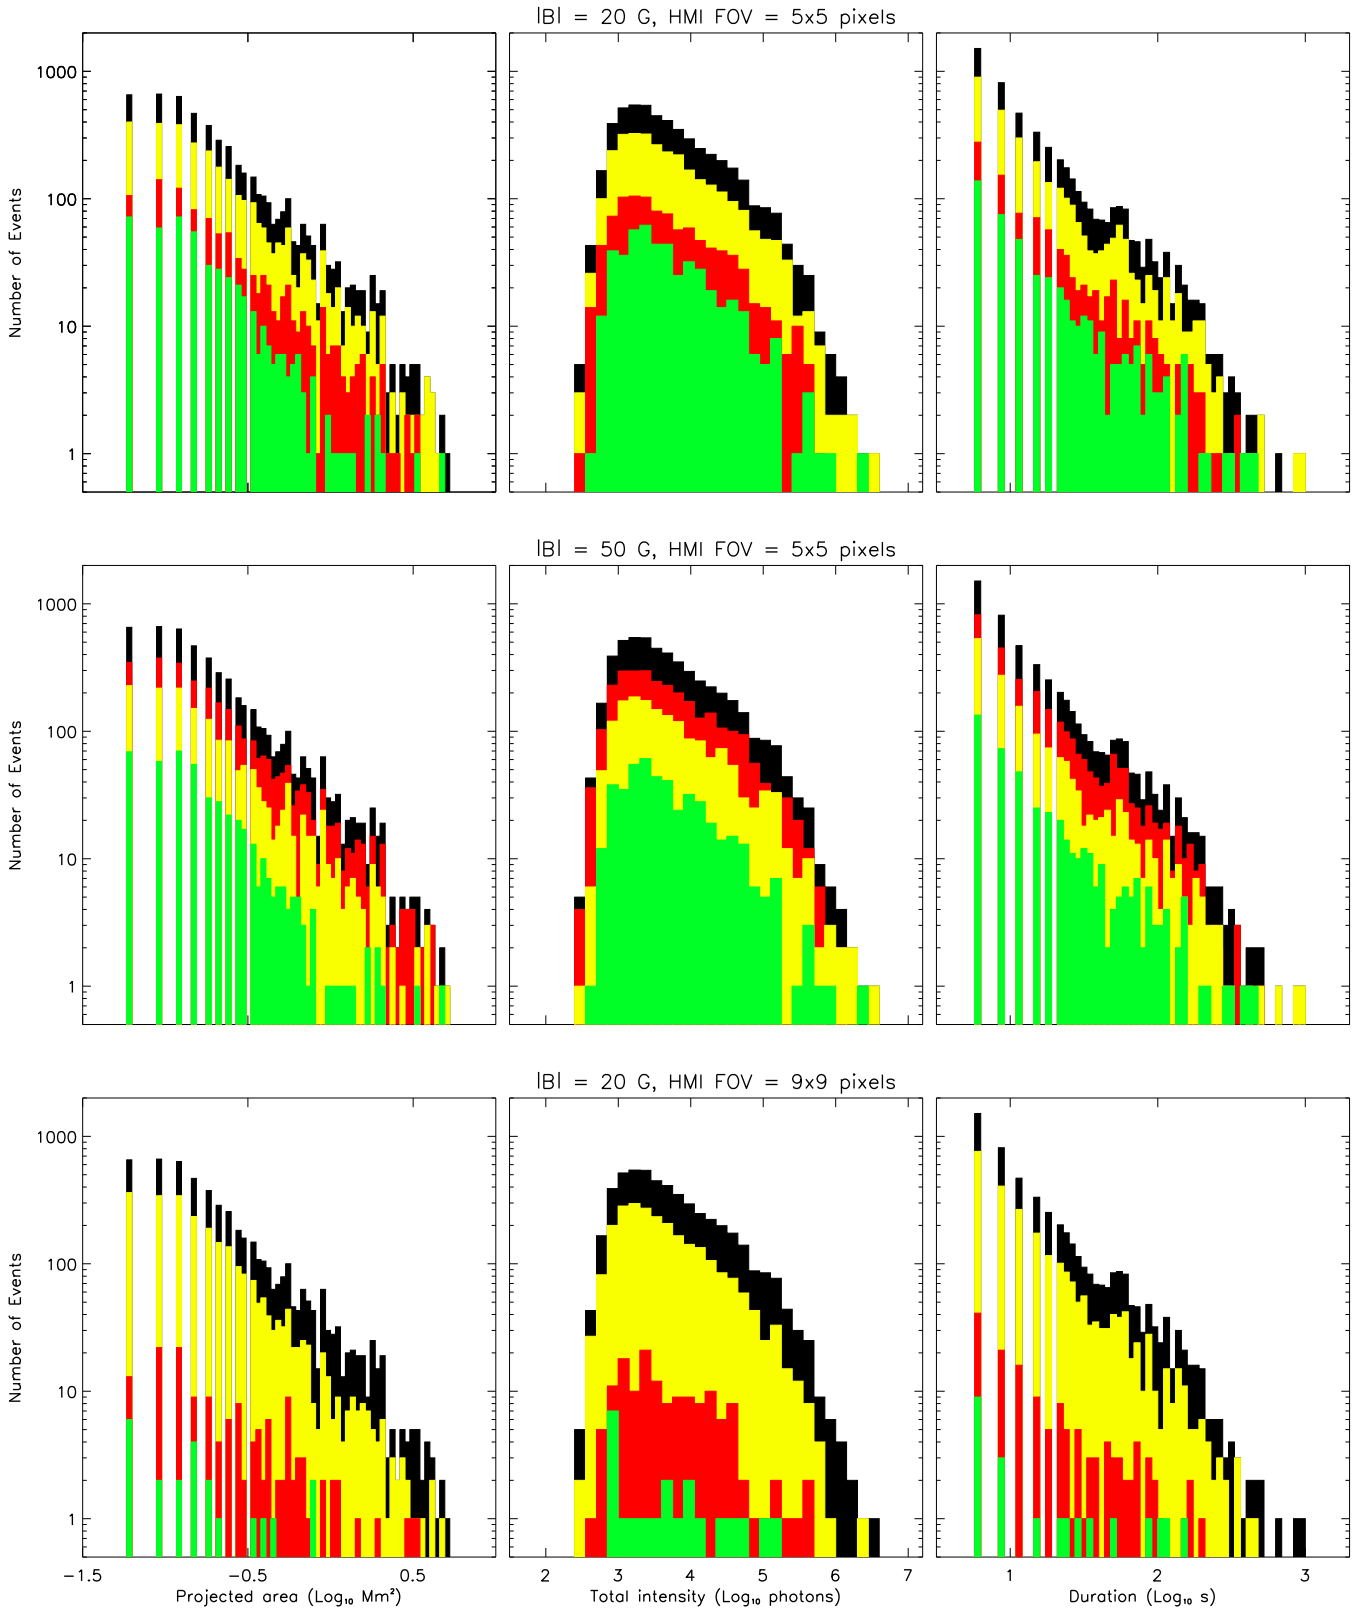 |B| = 20 G, HMI FOV = 5x5 pixels
Number of Events
1000
100
10
1
|B| = 50 G, HMI FOV = 5x5 pixels
Number of Events
1000
100
10
1
|B| = 20 G, HMI FOV = 9x9 pixels
Number of Events
1000
100
10
1
−1.5 −0.5 0.5 2 3 4 5 6 7 1 2 3
Projected area (Log₁₀ Mm²) Total intensity (Log₁₀ photons) Duration (Log₁₀ s)